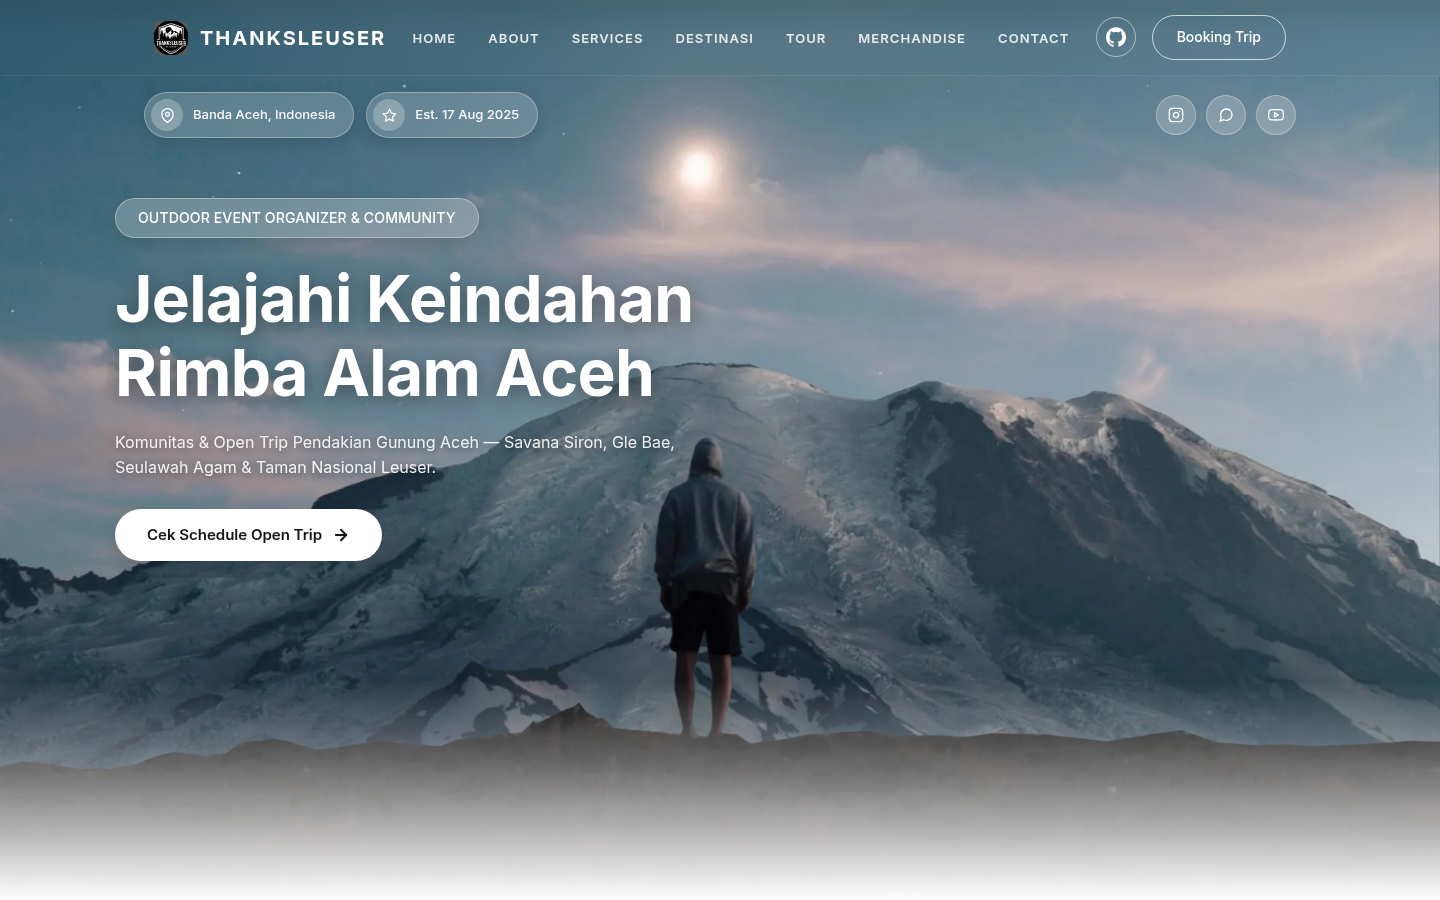 THANKSLEUSER
HOME
ABOUT
SERVICES
DESTINASI
TOUR
MERCHANDISE
CONTACT
Booking Trip
Banda Aceh, Indonesia
Est. 17 Aug 2025
OUTDOOR EVENT ORGANIZER & COMMUNITY
Jelajahi Keindahan
Rimba Alam Aceh
Komunitas & Open Trip Pendakian Gunung Aceh — Savana Siron, Gle Bae,
Seulawah Agam & Taman Nasional Leuser.
Cek Schedule Open Trip